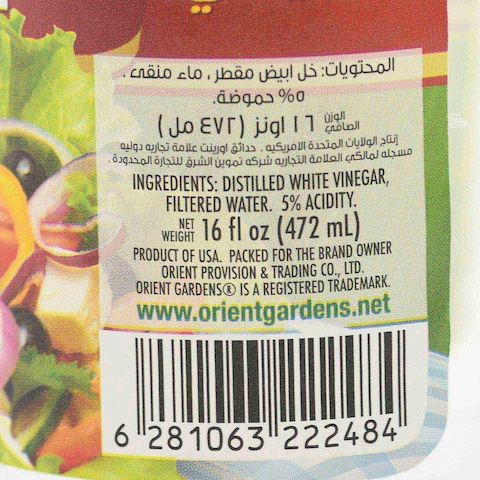 المحتويات: خل ابيض مقطر ، ماء منقى .
٥% حموضة.
الوزن الصافي ١٦ اونز (٤٧٢ مل)
إنتاج الولايات المتحدة الامريكيه . حدائق اورينت علامة تجاريه دوليه
مسجله لمالكي العلامة التجاريه شركه تموين الشرق للتجارة المحدودة .
INGREDIENTS: DISTILLED WHITE VINEGAR,
FILTERED WATER. 5% ACIDITY.
NET WEIGHT 16 fl oz (472 mL)
PRODUCT OF USA. PACKED FOR THE BRAND OWNER
ORIENT PROVISION & TRADING CO., LTD.
ORIENT GARDENS® IS A REGISTERED TRADEMARK.
www.orientgardens.net
6 281063 222484